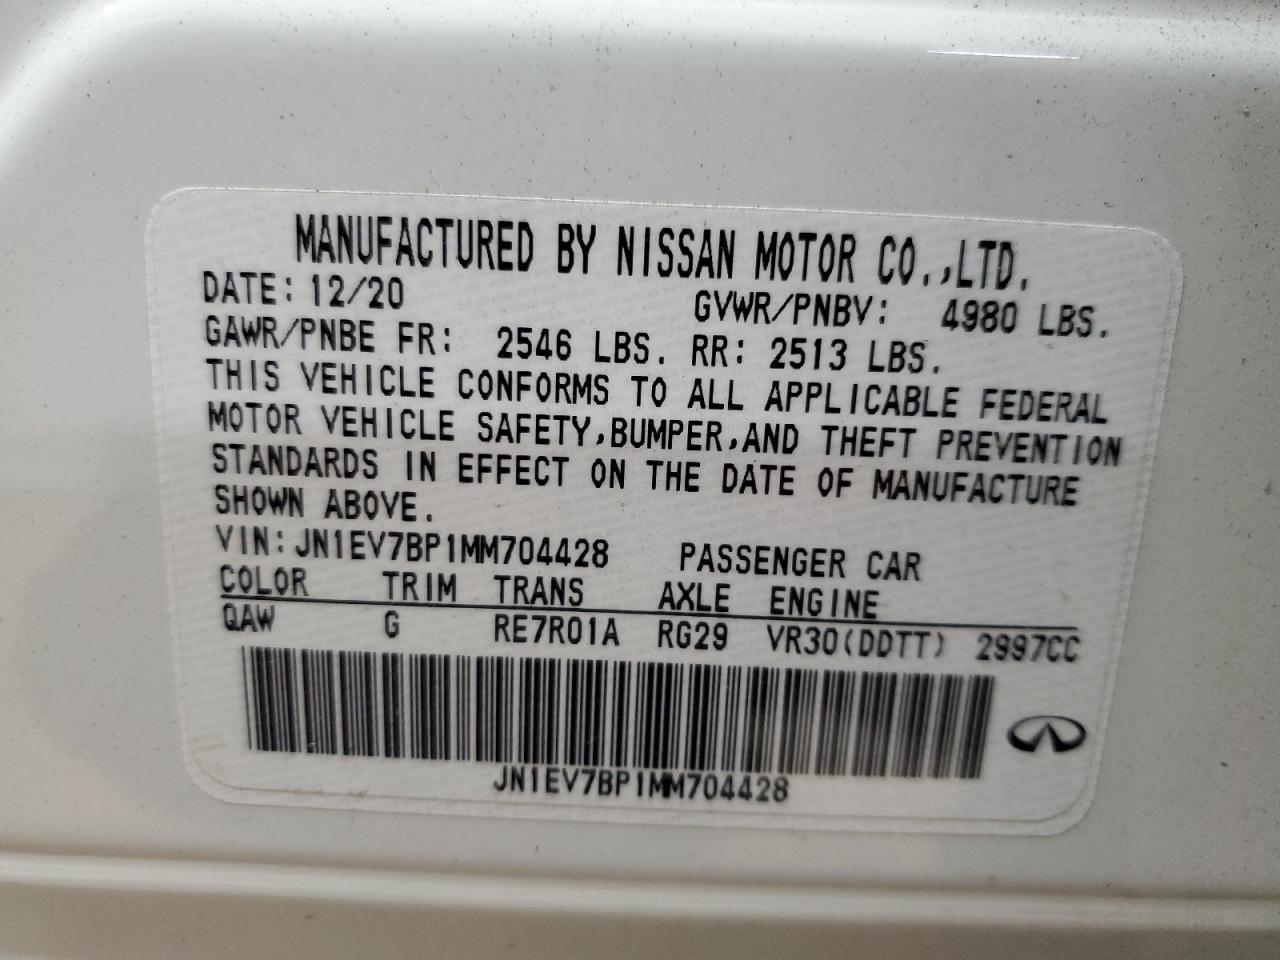 MANUFACTURED BY NISSAN MOTOR CO.,LTD.
DATE: 12/20 GVWR/PNBV: 4980 LBS.
GAWR/PNBE FR: 2546 LBS. RR: 2513 LBS.
THIS VEHICLE CONFORMS TO ALL APPLICABLE FEDERAL
MOTOR VEHICLE SAFETY,BUMPER,AND THEFT PREVENTION
STANDARDS IN EFFECT ON THE DATE OF MANUFACTURE
SHOWN ABOVE.
VIN: JN1EV7BP1MM704428 PASSENGER CAR
COLOR TRIM TRANS AXLE ENGINE
QAW G RE7R01A RG29 VR30(DDTT) 2997CC
JN1EV7BP1MM704428